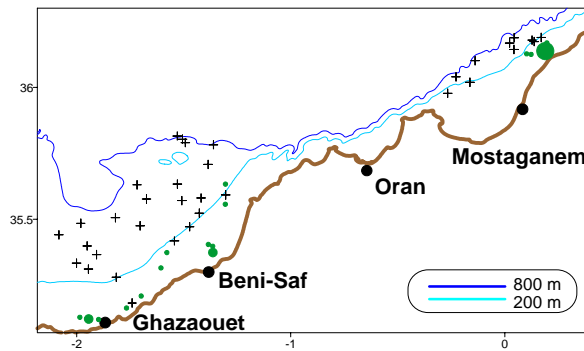 36
Mostaganem
Oran
35.5
Beni-Saf
800 m
200 m
Ghazaouet
-2
-1
0